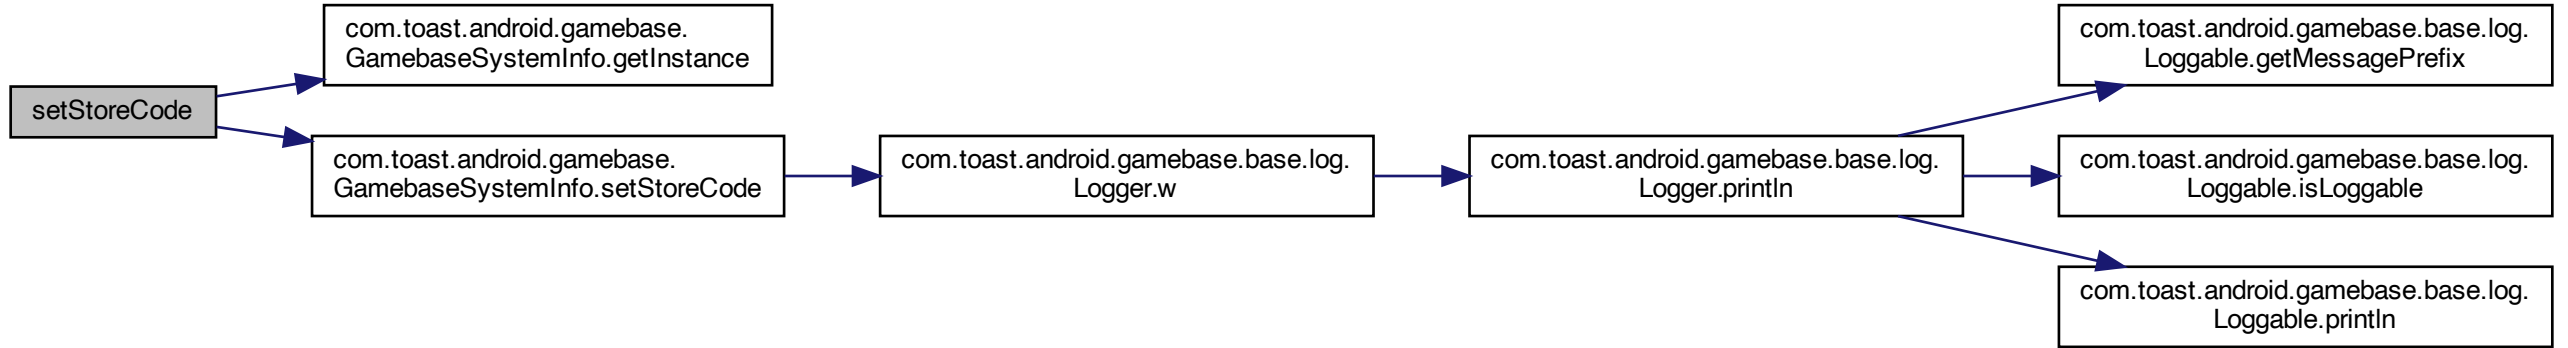 setStoreCode
com.toast.android.gamebase.
GamebaseSystemInfo.getInstance
com.toast.android.gamebase.
GamebaseSystemInfo.setStoreCode
com.toast.android.gamebase.base.log.
Logger.w
com.toast.android.gamebase.base.log.
Logger.println
com.toast.android.gamebase.base.log.
Loggable.getMessagePrefix
com.toast.android.gamebase.base.log.
Loggable.isLoggable
com.toast.android.gamebase.base.log.
Loggable.println